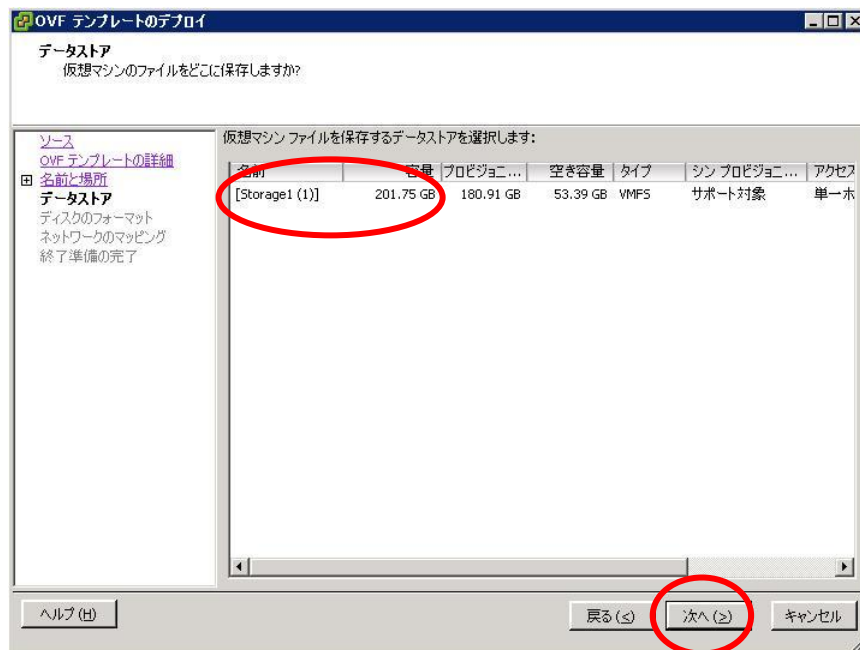 OVF テンプレートのデプロイ
データストア
仮想マシンのファイルをどこに保存しますか?
ソース
OVF テンプレートの詳細
名前と場所
データストア
ディスクのフォーマット
ネットワークのマッピング
終了準備の完了
仮想マシン ファイルを保存するデータストアを選択します:
名前 容量 プロビジョニ... 空き容量 タイプ シン プロビジョニ... アクセス
[Storage1 (1)] 201.75 GB 180.91 GB 53.39 GB VMFS サポート対象 単一ホ
ヘルプ(H) 戻る(<) 次へ(>) キャンセル